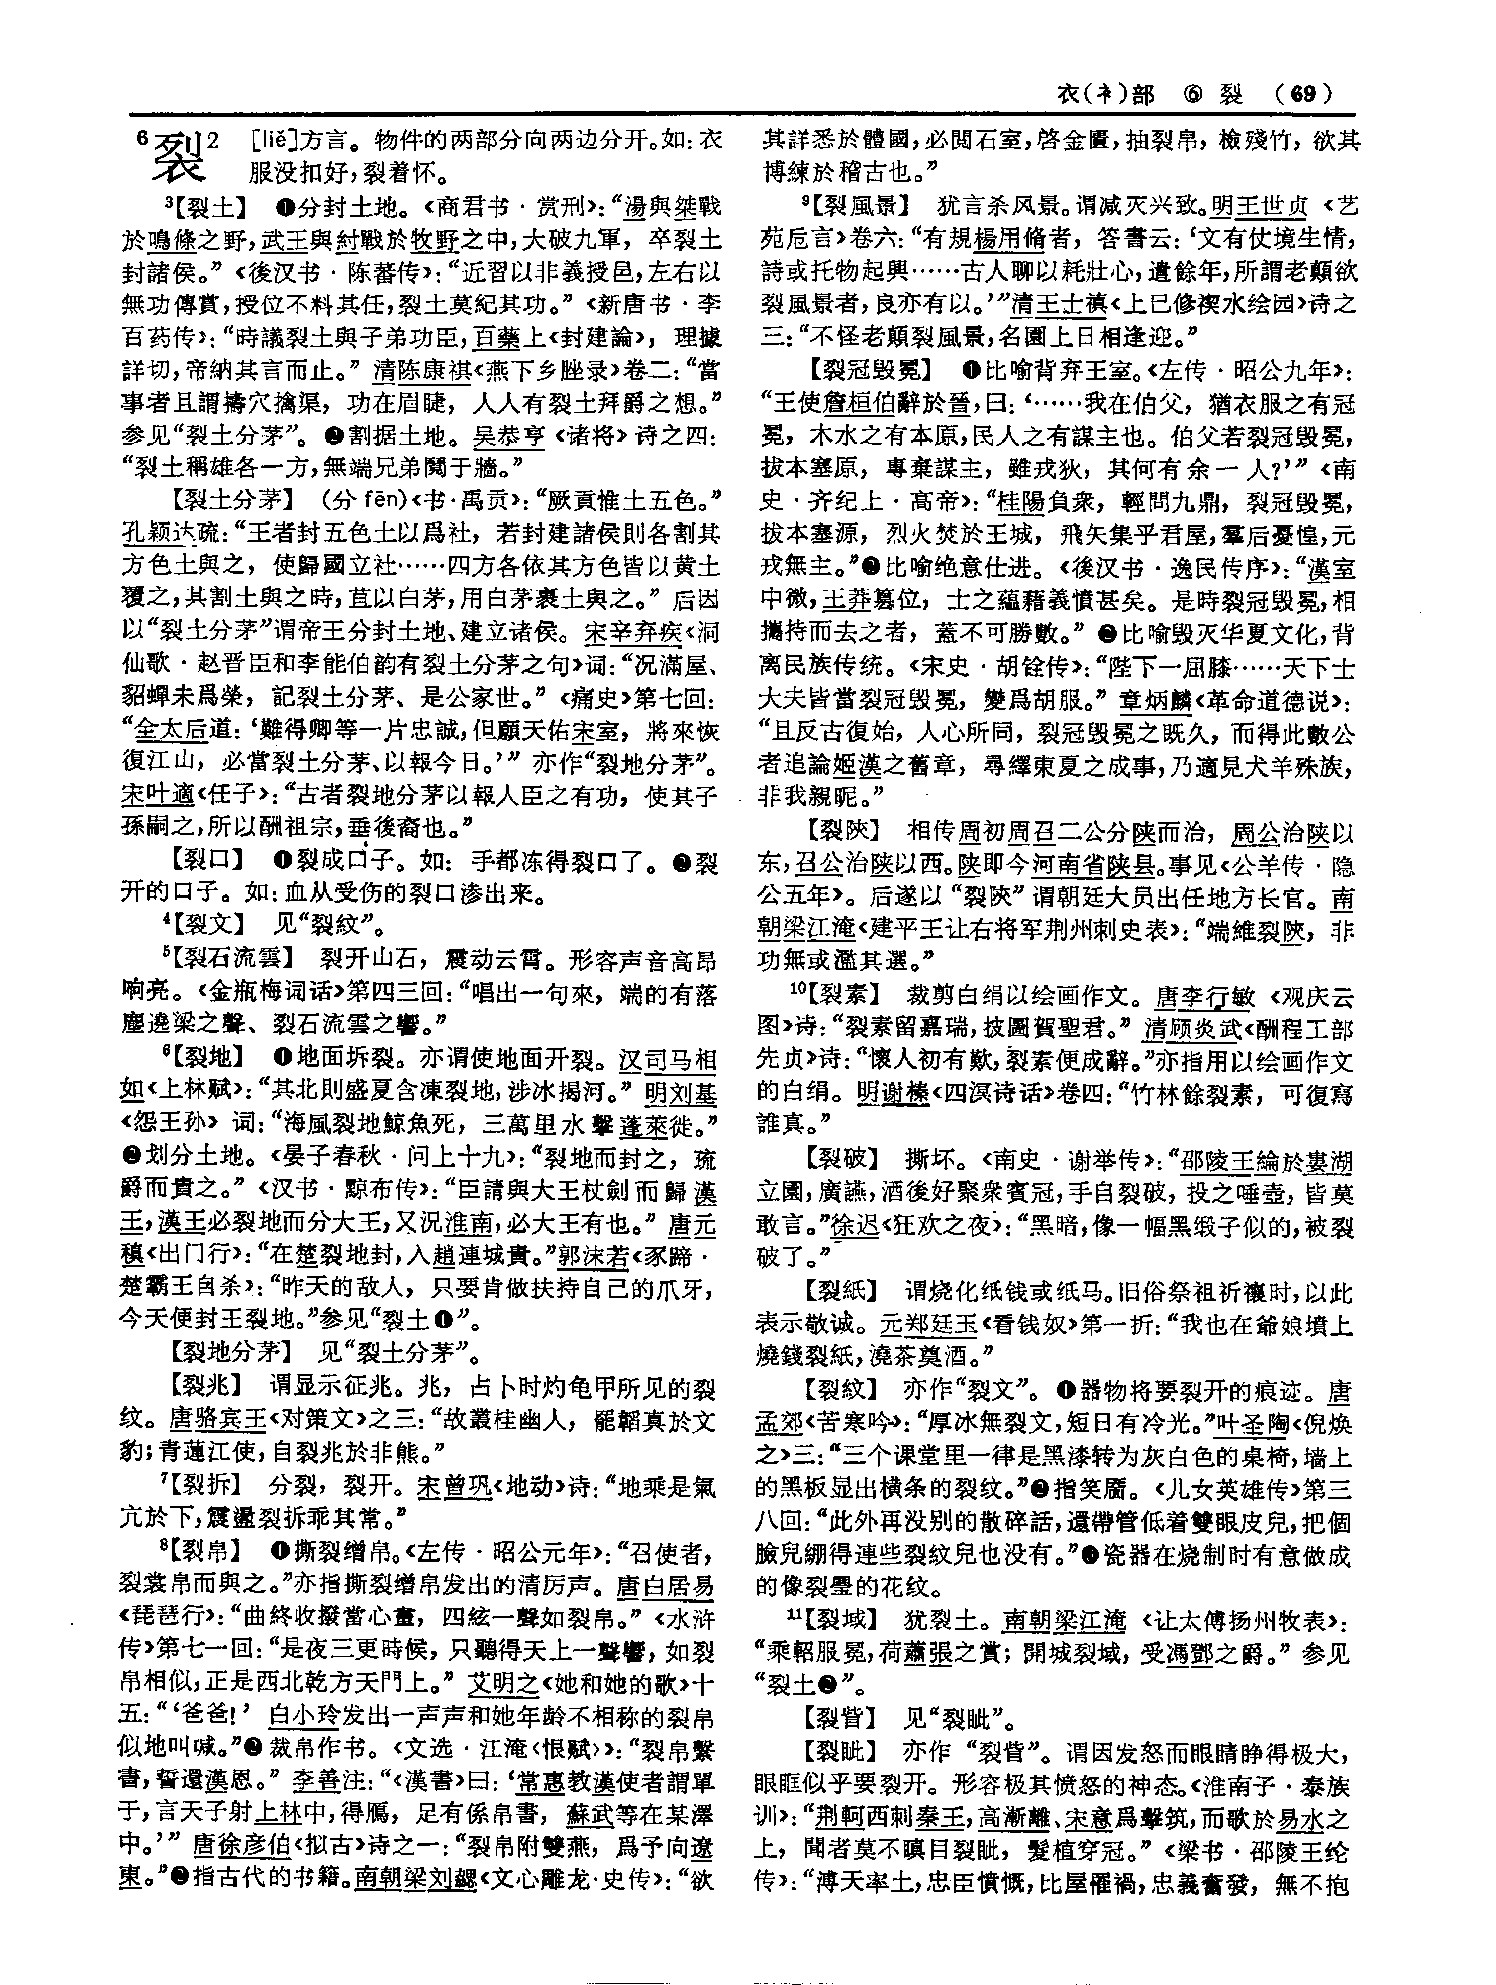 衣(衤)部 ⑥ 裂 (69)
⁶裂2 [liě]方言。物件的两部分向两边分开。如:衣
服没扣好,裂着怀。
³【裂土】 ❶分封土地。《商君书·赏刑》:“湯與桀戰
於鳴條之野,武王與紂戰於牧野之中,大破九軍,卒裂土
封諸侯。”《後汉书·陈蕃传》:“近習以非義授邑,左右以
無功傳賞,授位不料其任,裂土莫紀其功。”《新唐书·李
百药传》:“時議裂土與子弟功臣,百藥上《封建論》,理據
詳切,帝納其言而止。”清陈康祺《燕下乡脞录》卷二:“當
事者且謂擣穴擒渠,功在眉睫,人人有裂土拜爵之想。”
参见“裂土分茅”。❷割据土地。吴恭亨《诸将》诗之四:
“裂土稱雄各一方,無端兄弟鬩于牆。”
【裂土分茅】 (分 fēn)《书·禹贡》:“厥貢惟土五色。”
孔颖达疏:“王者封五色土以爲社,若封建諸侯則各割其
方色土與之,使歸國立社……四方各依其方色皆以黄土
覆之,其割土與之時,苴以白茅,用白茅裹土與之。”后因
以“裂土分茅”谓帝王分封土地、建立诸侯。宋辛弃疾《洞
仙歌·赵晋臣和李能伯韵有裂土分茅之句》词:“況滿屋、
貂蟬未爲榮,記裂土分茅、是公家世。”《痛史》第七回:
“全太后道:‘難得卿等一片忠誠,但願天佑宋室,將來恢
復江山,必當裂土分茅、以報今日。’”亦作“裂地分茅”。
宋叶適《任子》:“古者裂地分茅以報人臣之有功,使其子
孫嗣之,所以酬祖宗,垂後裔也。”
【裂口】 ❶裂成口子。如:手都冻得裂口了。❷裂
开的口子。如:血从受伤的裂口渗出来。
⁴【裂文】 见“裂紋”。
⁵【裂石流雲】 裂开山石,震动云霄。形容声音高昂
响亮。《金瓶梅词话》第四三回:“唱出一句來,端的有落
塵遶梁之聲、裂石流雲之響。”
⁶【裂地】 ❶地面坼裂。亦谓使地面开裂。汉司马相
如《上林赋》:“其北則盛夏含凍裂地,涉冰揭河。”明刘基
《怨王孙》词:“海風裂地鯨魚死,三萬里水擊蓬萊徙。”
❷划分土地。《晏子春秋·问上十九》:“裂地而封之,疏
爵而貴之。”《汉书·黥布传》:“臣請與大王杖劍而歸漢
王,漢王必裂地而分大王,又況淮南,必大王有也。”唐元
稹《出门行》:“在楚裂地封,入趙連城貴。”郭沫若《豕蹄·
楚霸王自杀》:“昨天的敌人,只要肯做扶持自己的爪牙,
今天便封王裂地。”参见“裂土❶”。
【裂地分茅】 见“裂土分茅”。
【裂兆】 谓显示征兆。兆,占卜时灼龟甲所见的裂
纹。唐骆宾王《对策文》之三:“故叢桂幽人,罷韜真於文
豹;青蓮江使,自裂兆於非熊。”
⁷【裂拆】 分裂,裂开。宋曾巩《地动》诗:“地乘是氣
亢於下,震盪裂拆乖其常。”
⁸【裂帛】 ❶撕裂缯帛。《左传·昭公元年》:“召使者,
裂裳帛而與之。”亦指撕裂缯帛发出的清厉声。唐白居易
《琵琶行》:“曲終收撥當心畫,四絃一聲如裂帛。”《水浒
传》第七一回:“是夜三更時候,只聽得天上一聲響,如裂
帛相似,正是西北乾方天門上。”艾明之《她和她的歌》十
五:“‘爸爸!’白小玲发出一声声和她年龄不相称的裂帛
似地叫喊。”❷裁帛作书。《文选·江淹〈恨赋〉》:“裂帛繫
書,誓還漢恩。”李善注:“《漢書》曰:‘常惠教漢使者謂單
于,言天子射上林中,得鴈,足有係帛書,蘇武等在某澤
中。’”唐徐彦伯《拟古》诗之一:“裂帛附雙燕,爲予向遼
東。”❸指古代的书籍。南朝梁刘勰《文心雕龙·史传》:“欲
其詳悉於體國,必閲石室,啓金匱,抽裂帛,檢殘竹,欲其
博練於稽古也。”
⁹【裂風景】 犹言杀风景。谓减灭兴致。明王世贞《艺
苑卮言》卷六:“有規楊用脩者,答書云:‘文有仗境生情,
詩或托物起興……古人聊以耗壯心,遣餘年,所謂老顛欲
裂風景者,良亦有以。’”清王士禛《上巳修禊水绘园》诗之
三:“不怪老顛裂風景,名園上日相逢迎。”
【裂冠毁冕】 ❶比喻背弃王室。《左传·昭公九年》:
“王使詹桓伯辭於晉,曰:‘……我在伯父,猶衣服之有冠
冕,木水之有本原,民人之有謀主也。伯父若裂冠毁冕,
拔本塞原,專棄謀主,雖戎狄,其何有余一人?’”《南
史·齐纪上·高帝》:“桂陽負衆,輕問九鼎,裂冠毁冕,
拔本塞源,烈火焚於王城,飛矢集乎君屋,羣后憂惶,元
戎無主。”❷比喻绝意仕进。《後汉书·逸民传序》:“漢室
中微,王莽篡位,士之蘊藉義憤甚矣。是時裂冠毁冕,相
攜持而去之者,蓋不可勝數。”❸比喻毁灭华夏文化,背
离民族传统。《宋史·胡铨传》:“陛下一屈膝……天下士
大夫皆當裂冠毁冕,變爲胡服。”章炳麟《革命道德说》:
“且反古復始,人心所同,裂冠毁冕之既久,而得此數公
者追論姬漢之舊章,尋繹東夏之成事,乃適見犬羊殊族,
非我親昵。”
【裂陝】 相传周初周召二公分陕而治,周公治陕以
东,召公治陕以西。陕即今河南省陕县。事见《公羊传·隐
公五年》。后遂以“裂陝”谓朝廷大员出任地方长官。南
朝梁江淹《建平王让右将军荆州刺史表》:“端維裂陝,非
功無或濫其選。”
¹⁰【裂素】 裁剪白绢以绘画作文。唐李行敏《观庆云
图》诗:“裂素留嘉瑞,披圖賀聖君。”清顾炎武《酬程工部
先贞》诗:“懷人初有歎,裂素便成辭。”亦指用以绘画作文
的白绢。明谢榛《四溟诗话》卷四:“竹林餘裂素,可復寫
誰真。”
【裂破】 撕坏。《南史·谢举传》:“邵陵王綸於婁湖
立園,廣讌,酒後好聚衆賓冠,手自裂破,投之唾壺,皆莫
敢言。”徐迟《狂欢之夜》:“黑暗,像一幅黑缎子似的,被裂
破了。”
【裂紙】 谓烧化纸钱或纸马。旧俗祭祖祈禳时,以此
表示敬诚。元郑廷玉《看钱奴》第一折:“我也在爺娘墳上
燒錢裂紙,澆茶奠酒。”
【裂紋】 亦作“裂文”。❶器物将要裂开的痕迹。唐
孟郊《苦寒吟》:“厚冰無裂文,短日有冷光。”叶圣陶《倪焕
之》三:“三个课堂里一律是黑漆转为灰白色的桌椅,墙上
的黑板显出横条的裂纹。”❷指笑靥。《儿女英雄传》第三
八回:“此外再没别的散碎話,還帶管低着雙眼皮兒,把個
臉兒綳得連些裂紋兒也没有。”❸瓷器在烧制时有意做成
的像裂璺的花纹。
¹¹【裂域】 犹裂土。南朝梁江淹《让太傅扬州牧表》:
“乘軺服冕,荷蕭張之賞;開城裂域,受馮鄧之爵。”参见
“裂土❷”。
【裂眥】 见“裂眦”。
【裂眦】 亦作“裂眥”。谓因发怒而眼睛睁得极大,
眼眶似乎要裂开。形容极其愤怒的神态。《淮南子·泰族
训》:“荆軻西刺秦王,高漸離、宋意爲擊筑,而歌於易水之
上,聞者莫不瞋目裂眦,髮植穿冠。”《梁书·邵陵王纶
传》:“溥天率土,忠臣憤慨,比屋罹禍,忠義奮發,無不抱